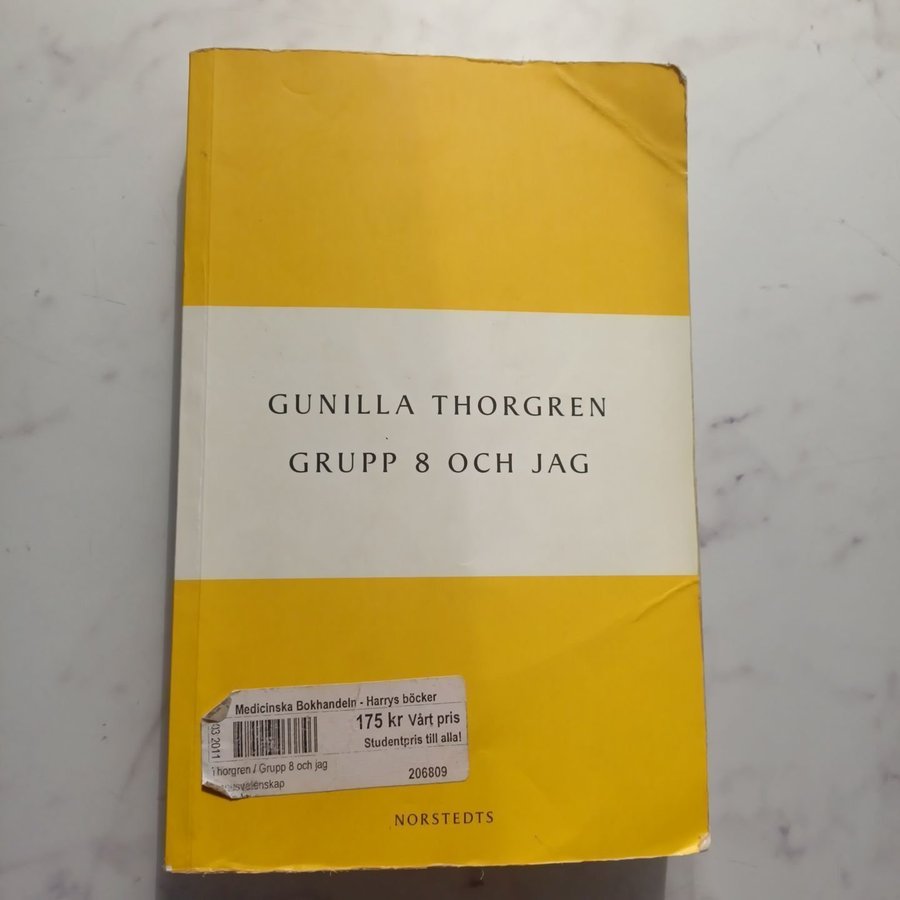 GUNILLA THORGREN
GRUPP 8 OCH JAG
Medicinska Bokhandeln - Harrys böcker
175 kr Vårt pris
Studentpris till alla!
03 2011
Thorgren / Grupp 8 och jag
206809
NORSTEDTS